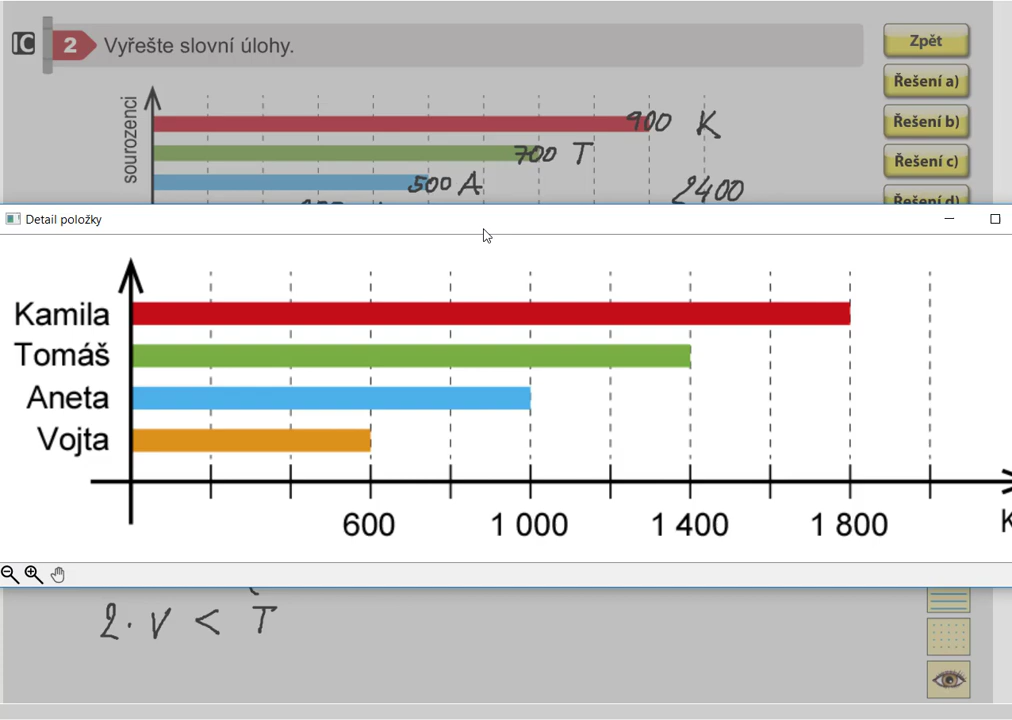 IC 2 Vyřešte slovní úlohy.
Zpět
Řešení a)
Řešení b)
Řešení c)
Řešení d)
sourozenci
900 K
700 T
500 A
2400
Detail položky
Kamila
Tomáš
Aneta
Vojta
600 1 000 1 400 1 800
K
2. V < T